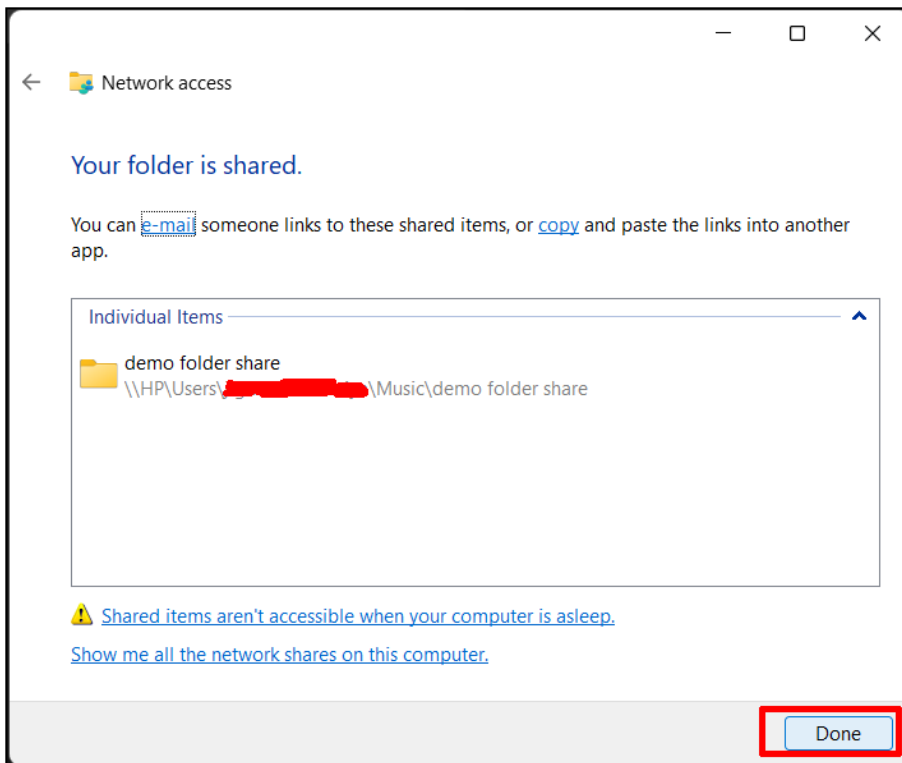 Network access
Your folder is shared.
You can e-mail someone links to these shared items, or copy and paste the links into another
app.
Individual Items
demo folder share
\\HP\Users\ \Music\demo folder share
Shared items aren't accessible when your computer is asleep.
Show me all the network shares on this computer.
Done